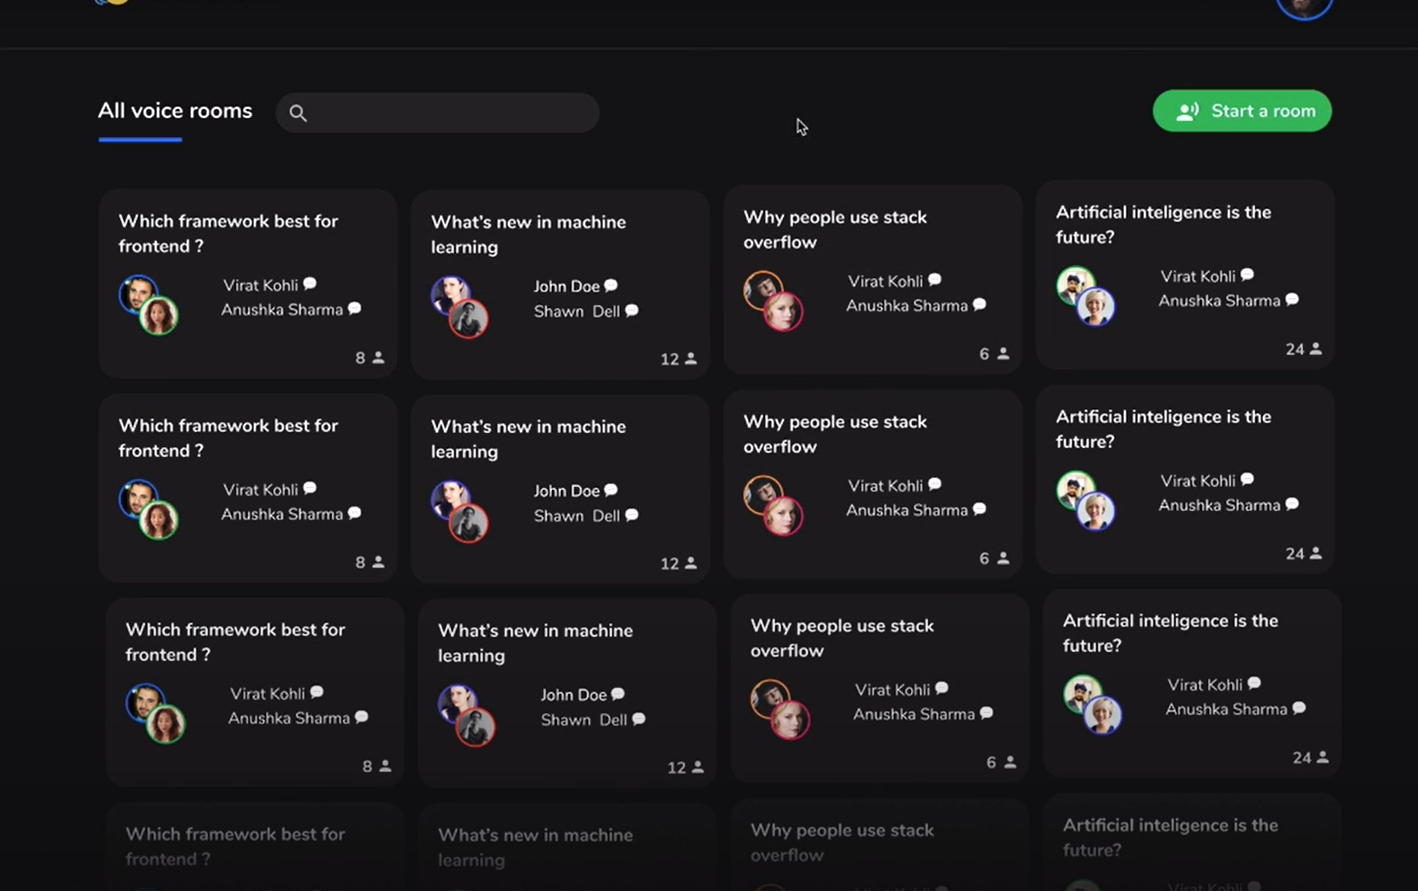 All voice rooms
Start a room
Which framework best for
frontend ?
Virat Kohli
Anushka Sharma
8
What's new in machine
learning
John Doe
Shawn Dell
12
Why people use stack
overflow
Virat Kohli
Anushka Sharma
6
Artificial inteligence is the
future?
Virat Kohli
Anushka Sharma
24
Which framework best for
frontend ?
Virat Kohli
Anushka Sharma
8
What's new in machine
learning
John Doe
Shawn Dell
12
Why people use stack
overflow
Virat Kohli
Anushka Sharma
6
Artificial inteligence is the
future?
Virat Kohli
Anushka Sharma
24
Which framework best for
frontend ?
Virat Kohli
Anushka Sharma
8
What's new in machine
learning
John Doe
Shawn Dell
12
Why people use stack
overflow
Virat Kohli
Anushka Sharma
6
Artificial inteligence is the
future?
Virat Kohli
Anushka Sharma
24
Which framework best for
frontend ?
What's new in machine
learning
Why people use stack
overflow
Artificial inteligence is the
future?